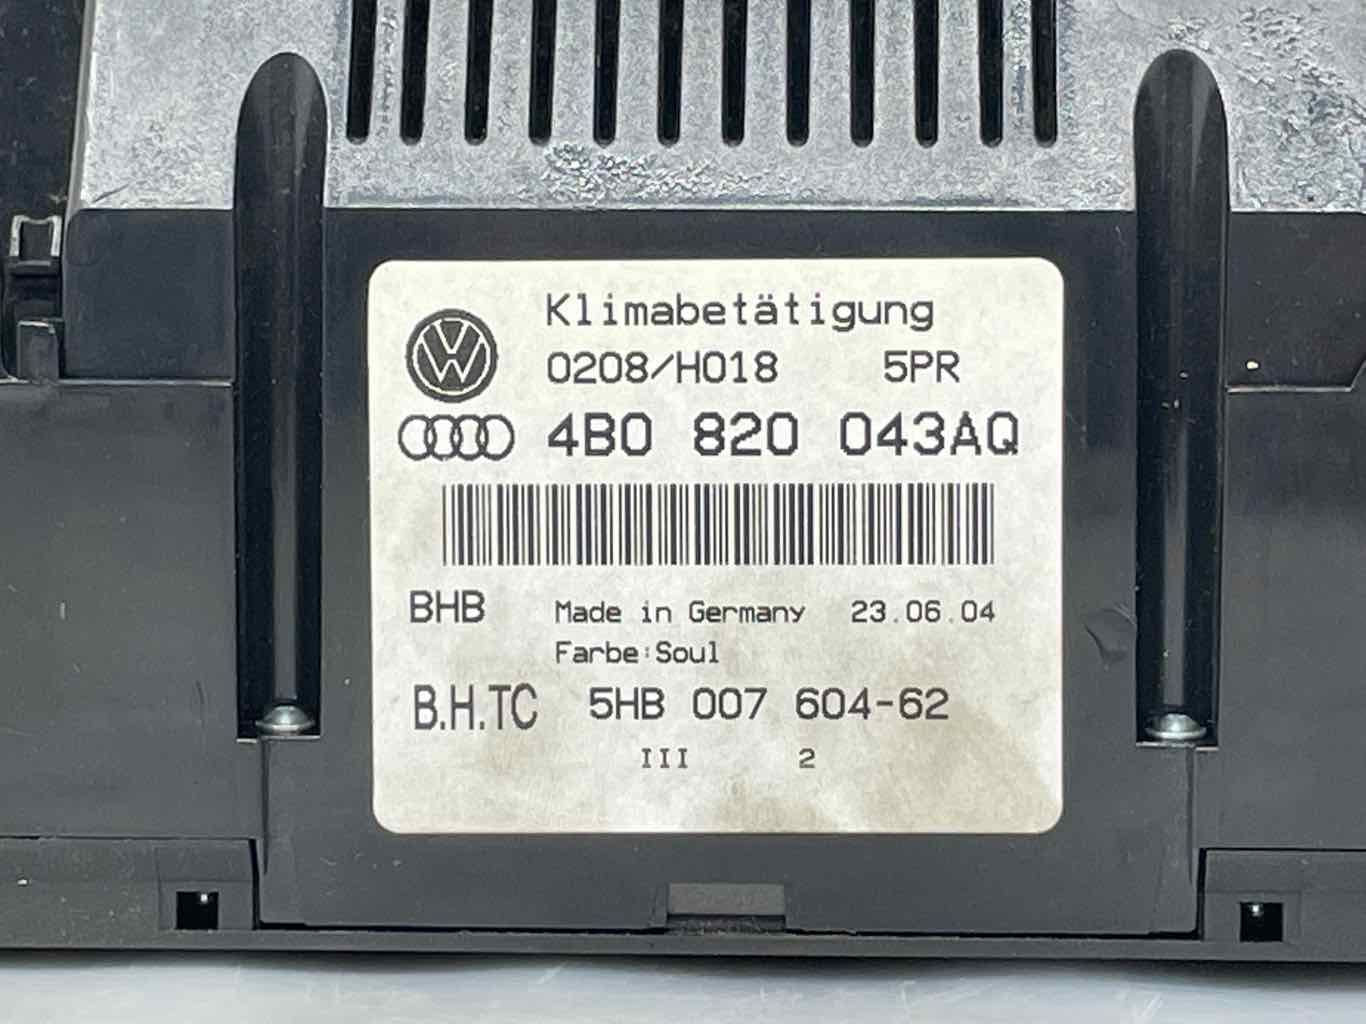 Klimabetätigung
0208/H018 5PR
4B0 820 043AQ
BHB Made in Germany 23.06.04
Farbe:Soul
B.H.TC 5HB 007 604-62
III 2